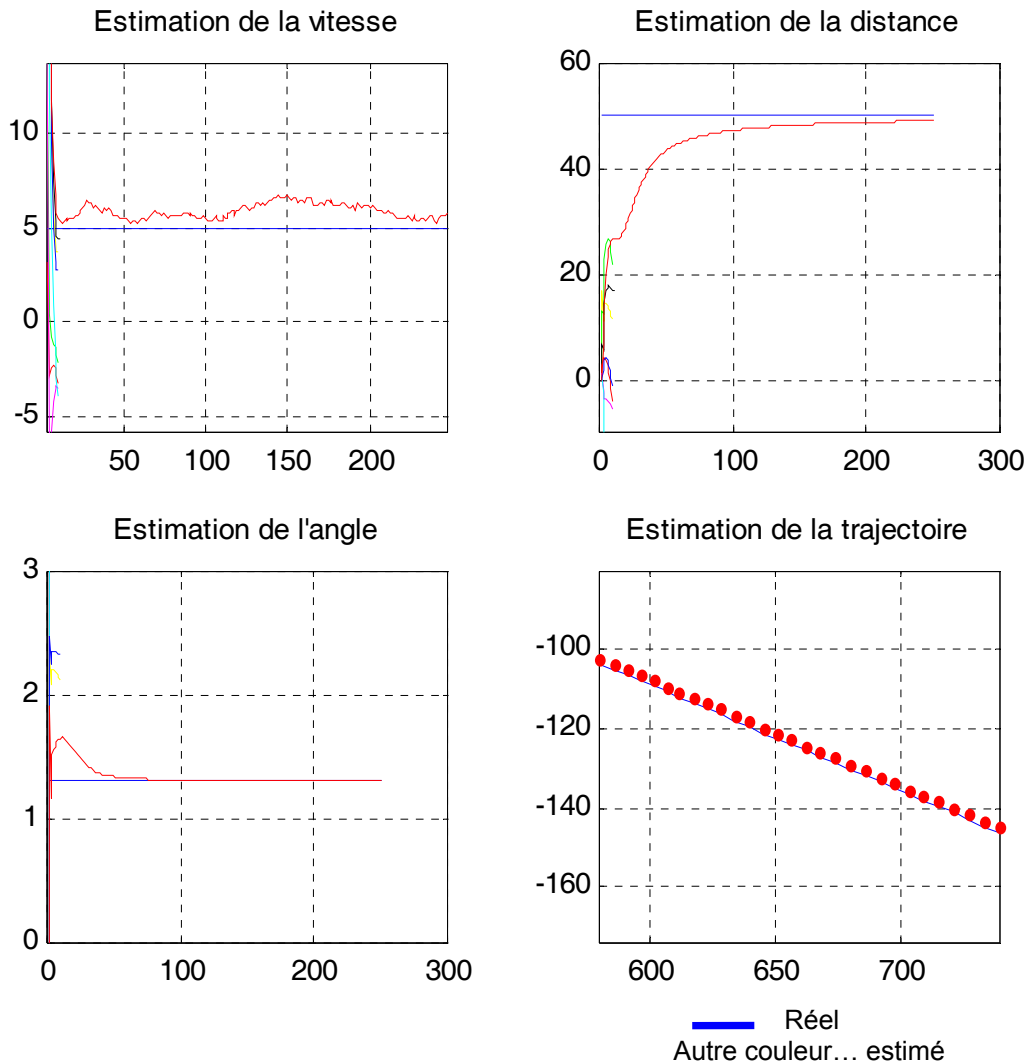 Estimation de la vitesse
10
5
0
-5
50 100 150 200
Estimation de la distance
60
40
20
0
0 100 200 300
Estimation de l'angle
3
2
1
0
0 100 200 300
Estimation de la trajectoire
-100
-120
-140
-160
600 650 700
Réel
Autre couleur... estimé